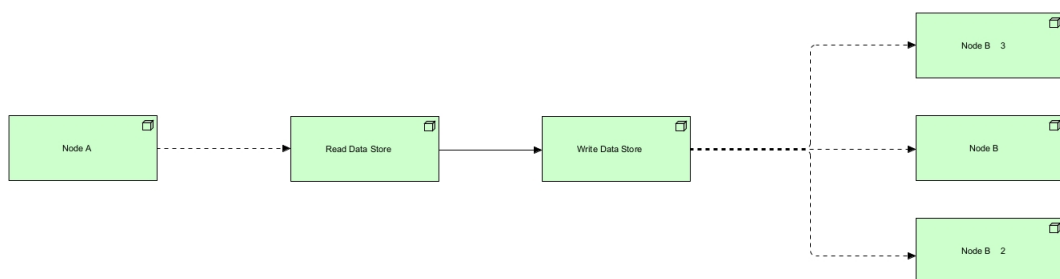 Node B 3
Node A
Read Data Store
Write Data Store
Node B
Node B 2